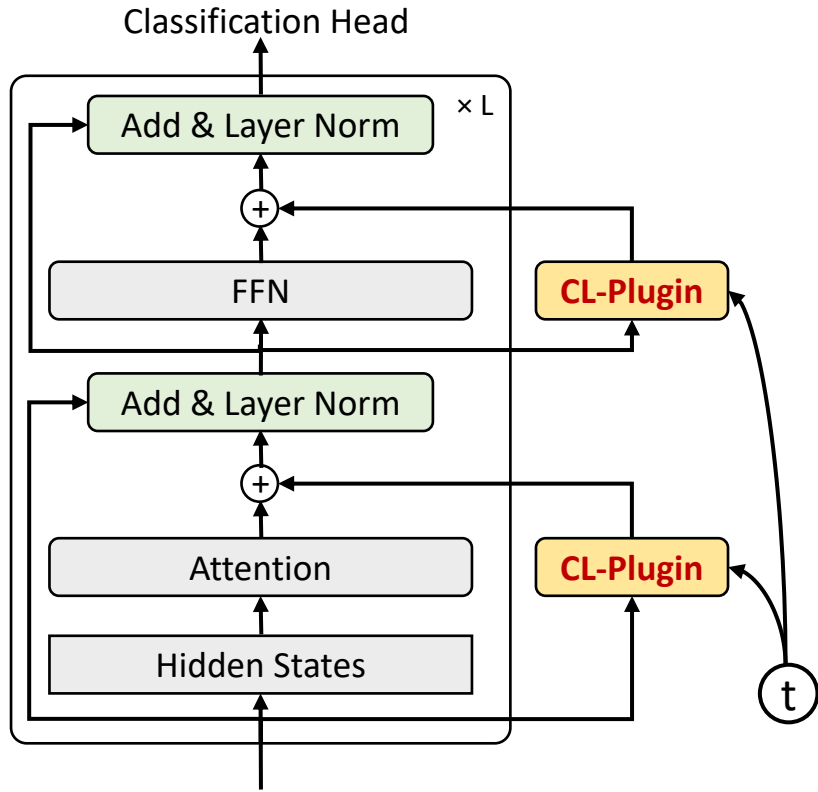 Classification Head
× L
Add & Layer Norm
+
FFN
CL-Plugin
Add & Layer Norm
+
Attention
CL-Plugin
Hidden States
t